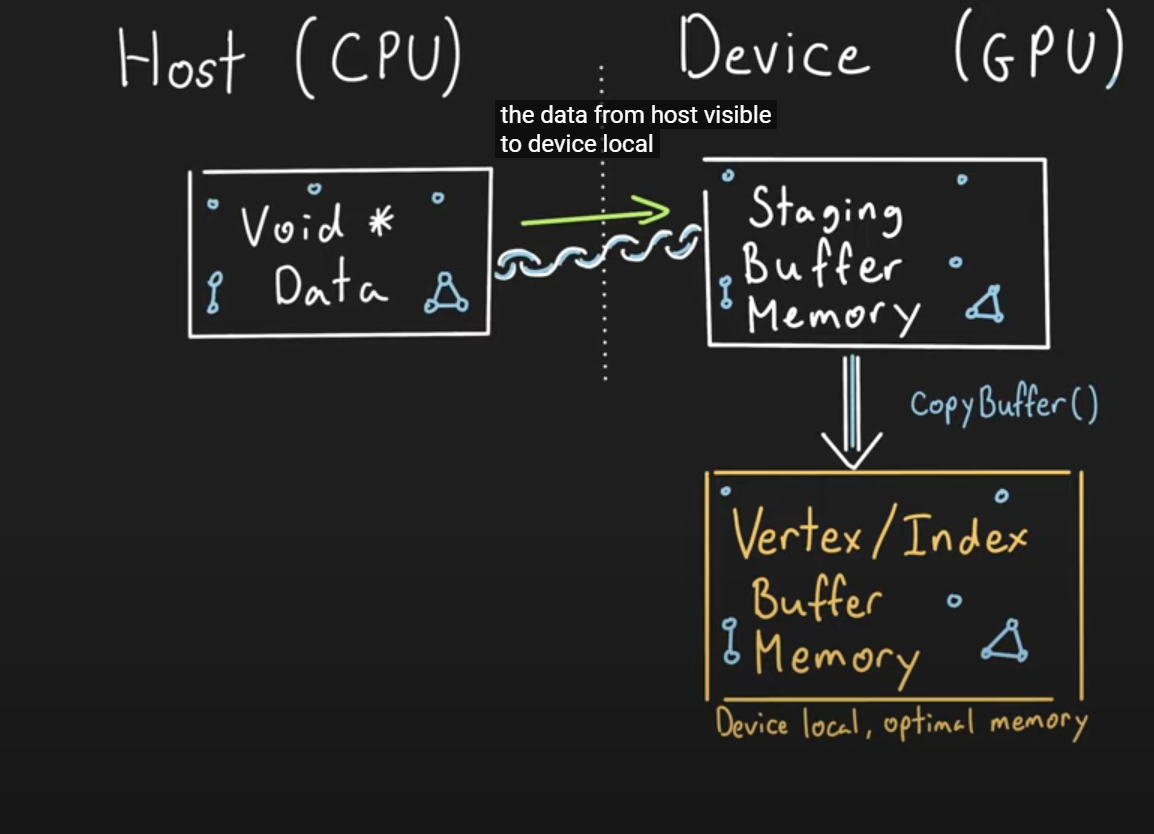 Host (CPU)
Device (GPU)
the data from host visible
to device local
Void *
Data
Staging
Buffer
Memory
CopyBuffer()
Vertex/Index
Buffer
Memory
Device local, optimal memory